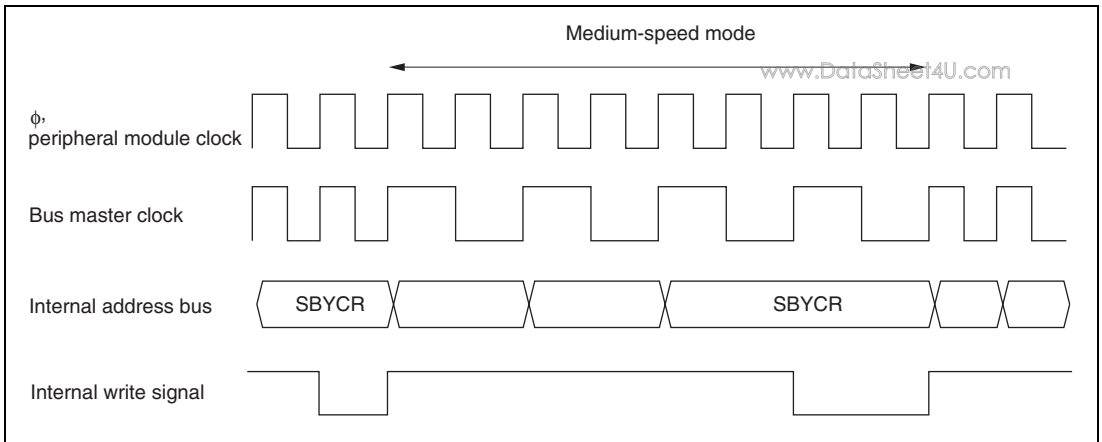 Medium-speed mode
www.DataSheet4U.com
ϕ,
peripheral module clock
Bus master clock
Internal address bus
SBYCR
SBYCR
Internal write signal